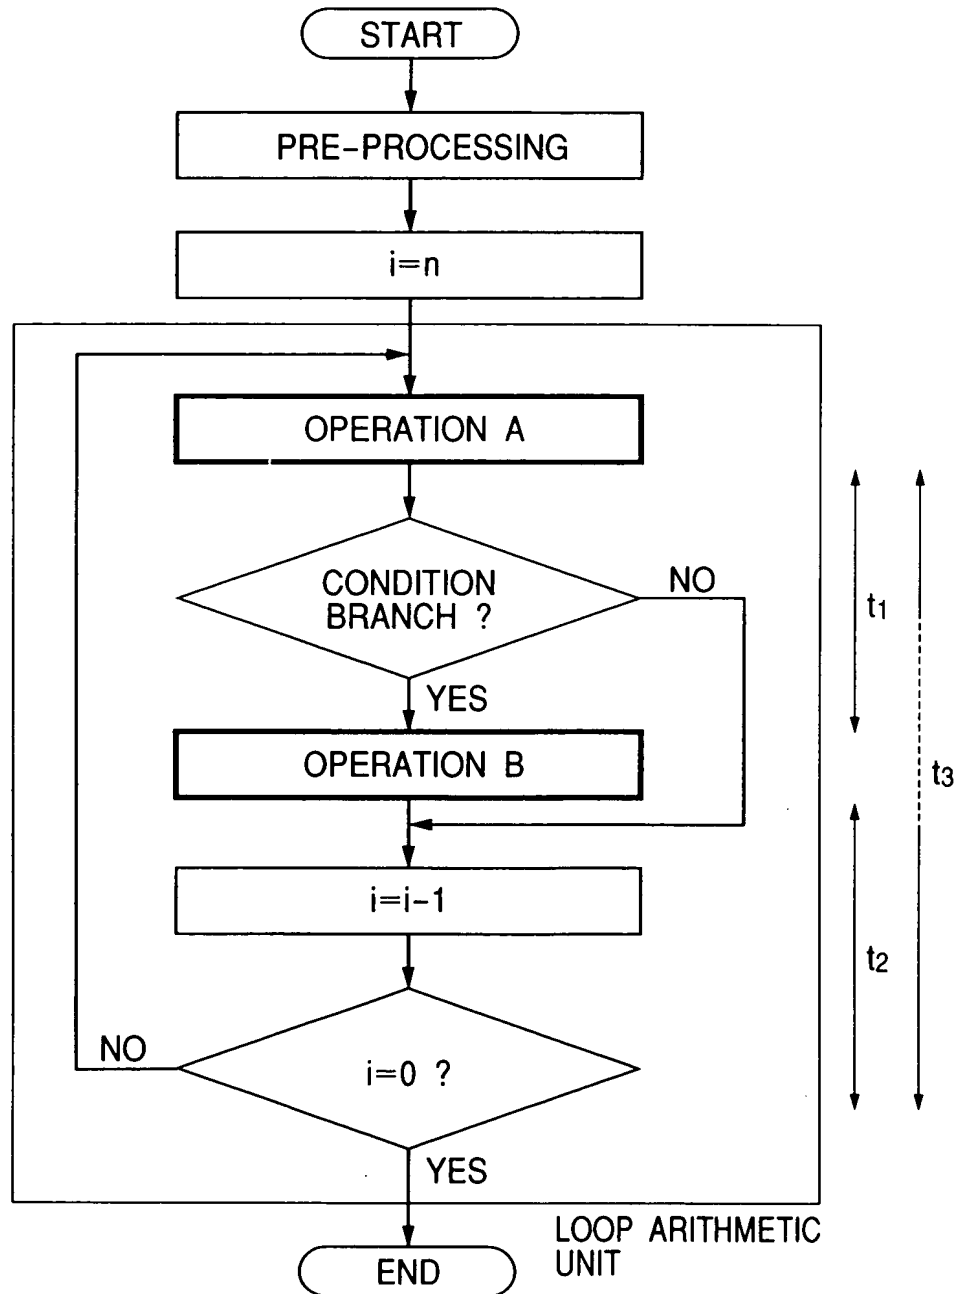 START
PRE-PROCESSING
i=n
OPERATION A
CONDITION
BRANCH ?
NO
YES
t1
OPERATION B
t3
i=i-1
t2
NO
i=0 ?
YES
LOOP ARITHMETIC
UNIT
END